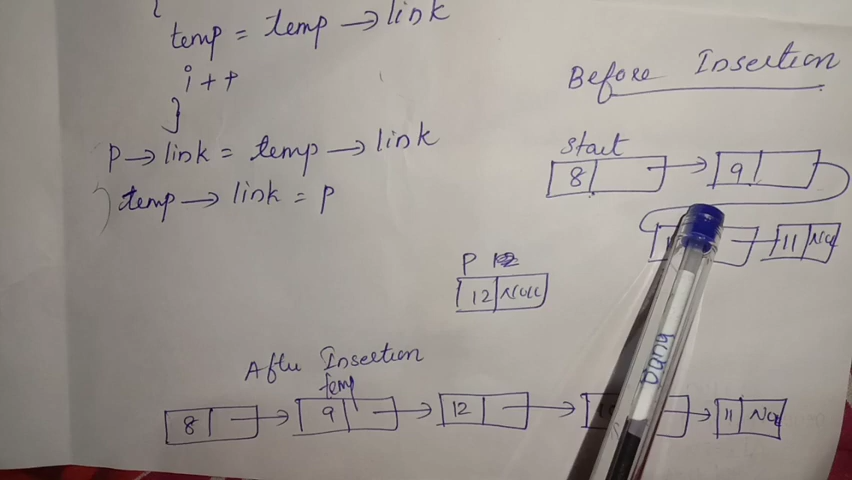 {
temp = temp → link
i++
}
p → link = temp → link
temp → link = p
Before Insertion
Start
8 9
11 NULL
P
12 NULL
After Insertion
temp
8 9 12 11 NULL